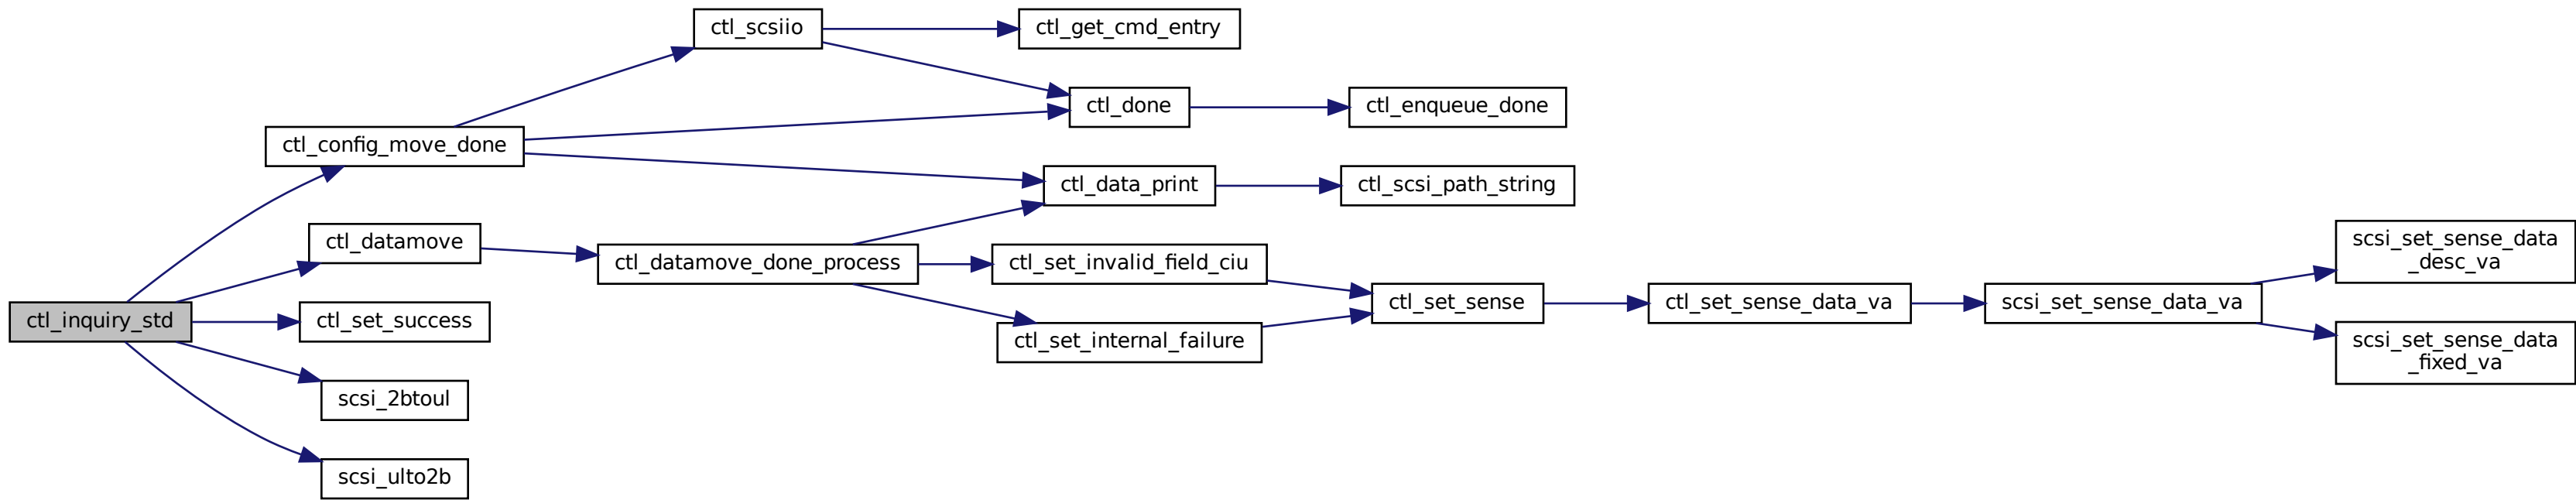 ctl_scsiio
ctl_get_cmd_entry
ctl_done
ctl_enqueue_done
ctl_config_move_done
ctl_data_print
ctl_scsi_path_string
ctl_datamove
ctl_datamove_done_process
ctl_set_invalid_field_ciu
scsi_set_sense_data
_desc_va
ctl_inquiry_std
ctl_set_success
ctl_set_internal_failure
ctl_set_sense
ctl_set_sense_data_va
scsi_set_sense_data_va
scsi_set_sense_data
_fixed_va
scsi_2btoul
scsi_ulto2b